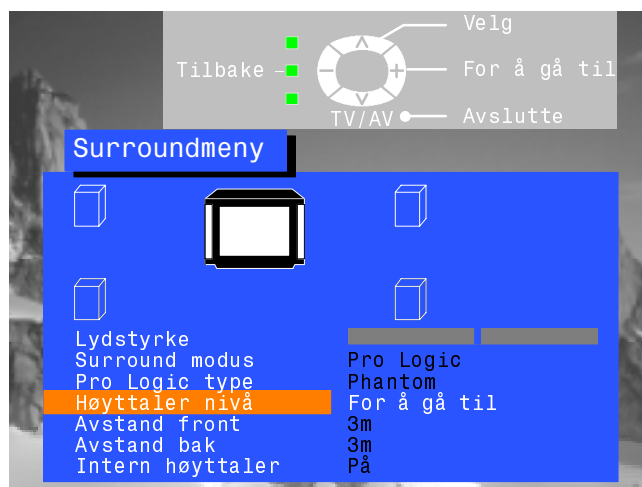 Velg
Tilbake
For å gå til
TV/AV
Avslutte
Surroundmeny
Lydstyrke
Surround modus Pro Logic
Pro Logic type Phantom
Høyttaler nivå For å gå til
Avstand front 3m
Avstand bak 3m
Intern høyttaler På